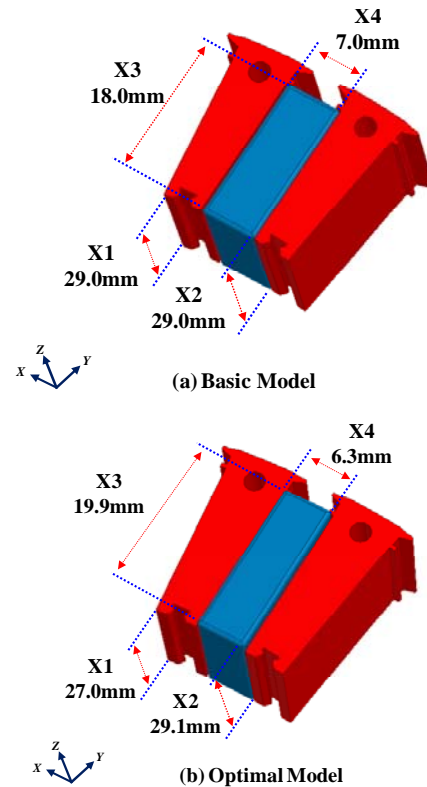 X4
7.0mm
X3
18.0mm
X1
29.0mm
X2
29.0mm
Z
X
Y
(a) Basic Model
X4
6.3mm
X3
19.9mm
X1
27.0mm
X2
29.1mm
Z
X
Y
(b) Optimal Model